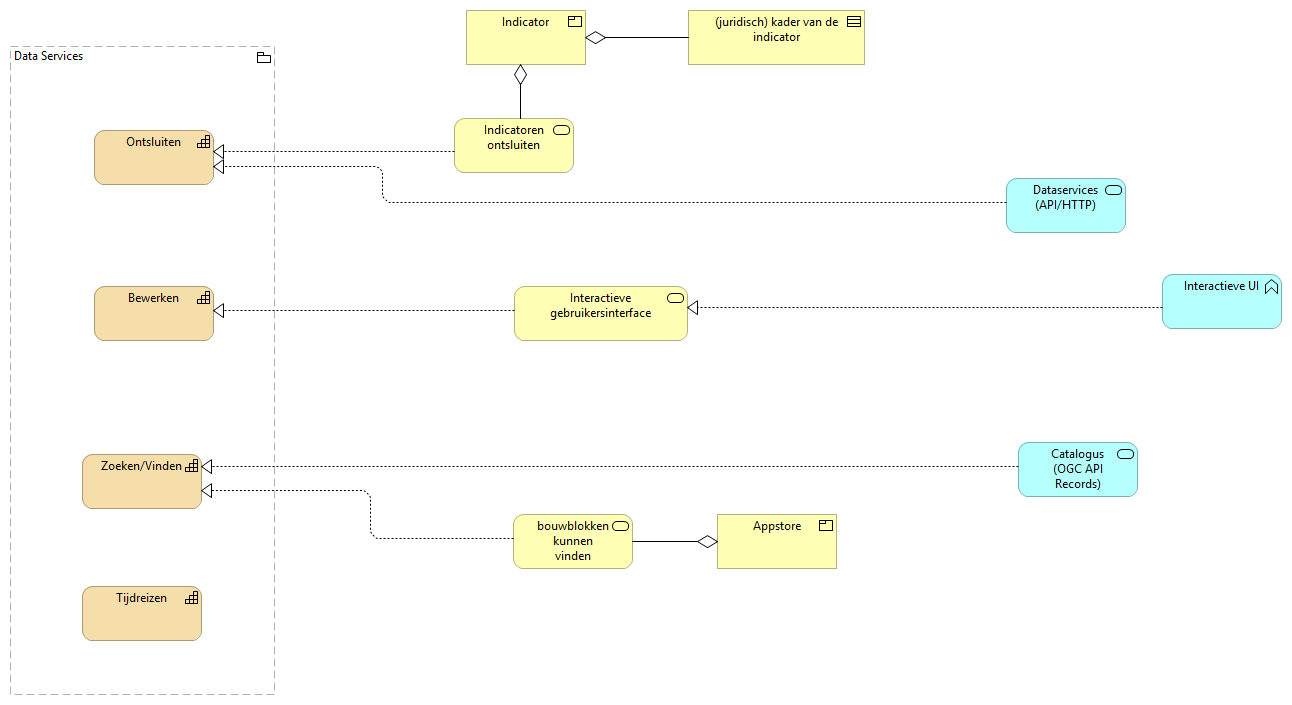 Indicator
(juridisch) kader van de
indicator
Data Services
Ontsluiten
Indicatoren
ontsluiten
Dataservices
(API/HTTP)
Bewerken
Interactieve
gebruikersinterface
Interactieve UI
Zoeken/Vinden
Catalogus
(OGC API
Records)
bouwblokken
kunnen
vinden
Appstore
Tijdreizen